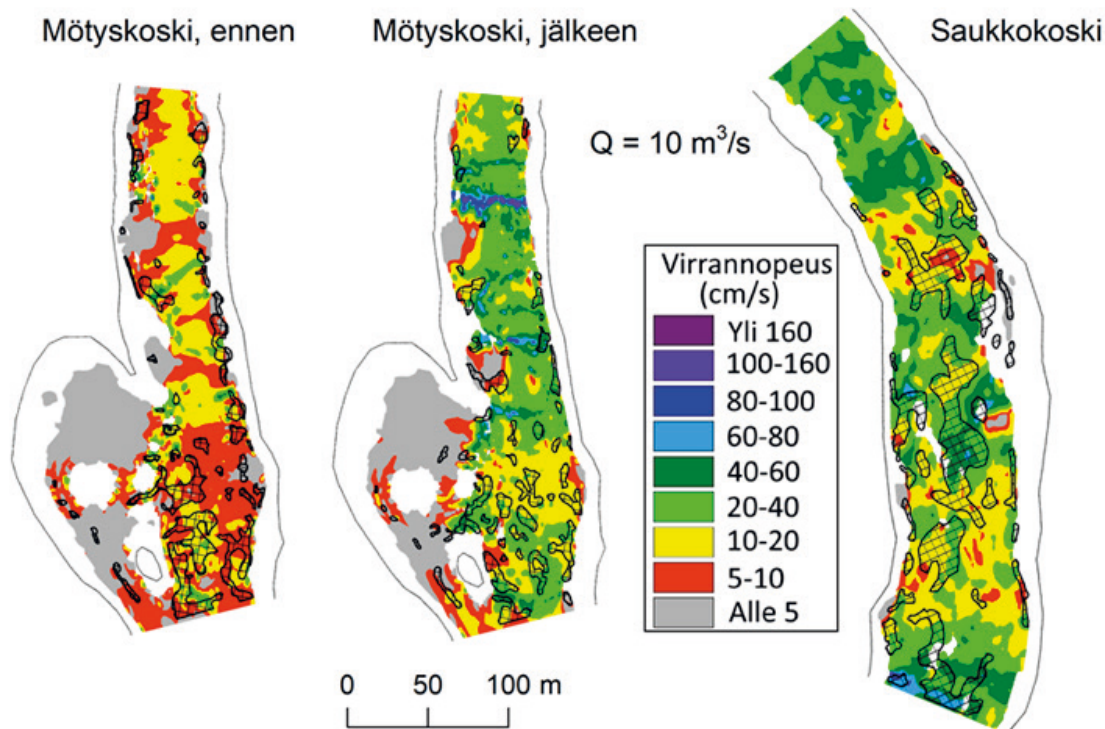 Mötyskoski, ennen
Mötyskoski, jälkeen
Saukkokoski
Q = 10 m³/s
Virrannopeus
(cm/s)
Yli 160
100-160
80-100
60-80
40-60
20-40
10-20
5-10
Alle 5
0 50 100 m